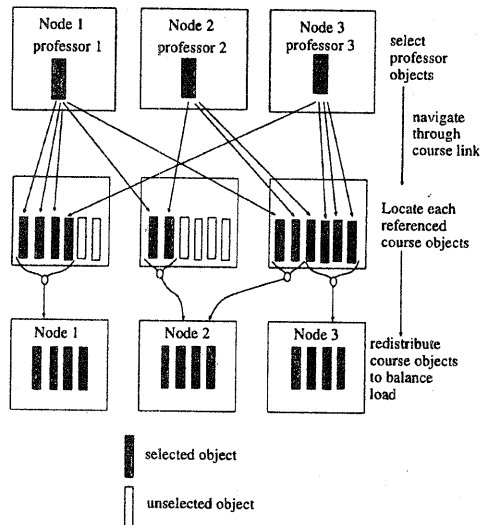 Node 1
professor 1
Node 2
professor 2
Node 3
professor 3
select
professor
objects
navigate
through
course link
Locate each
referenced
course objects
Node 1
Node 2
Node 3
redistribute
course objects
to balance
load
selected object
unselected object